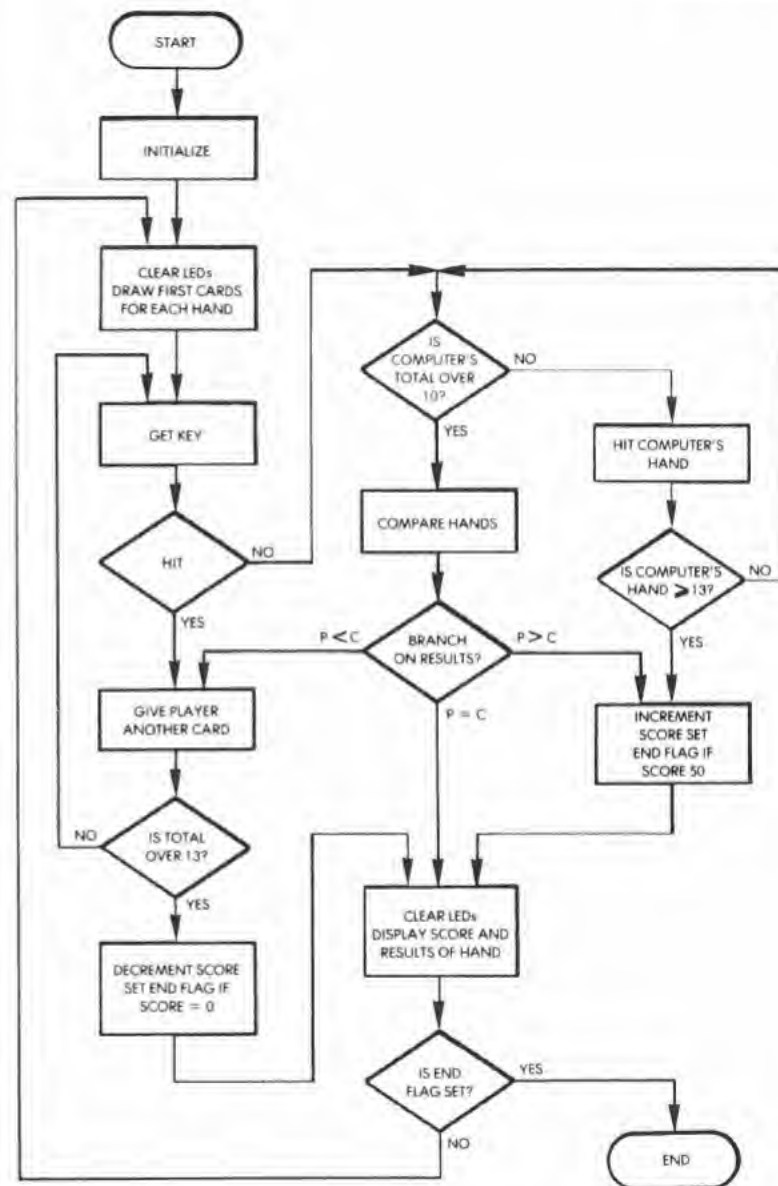 START
INITIALIZE
CLEAR LEDs
DRAW FIRST CARDS
FOR EACH HAND
GET KEY
HIT
NO
YES
GIVE PLAYER
ANOTHER CARD
IS TOTAL
OVER 13?
NO
YES
DECREMENT SCORE
SET END FLAG IF
SCORE = 0
IS
COMPUTER'S
TOTAL OVER
10?
NO
YES
HIT COMPUTER'S
HAND
COMPARE HANDS
IS COMPUTER'S
HAND ⩾13?
NO
YES
BRANCH
ON RESULTS?
P < C
P > C
P = C
INCREMENT
SCORE SET
END FLAG IF
SCORE 50
CLEAR LEDs
DISPLAY SCORE AND
RESULTS OF HAND
IS END
FLAG SET?
YES
NO
END